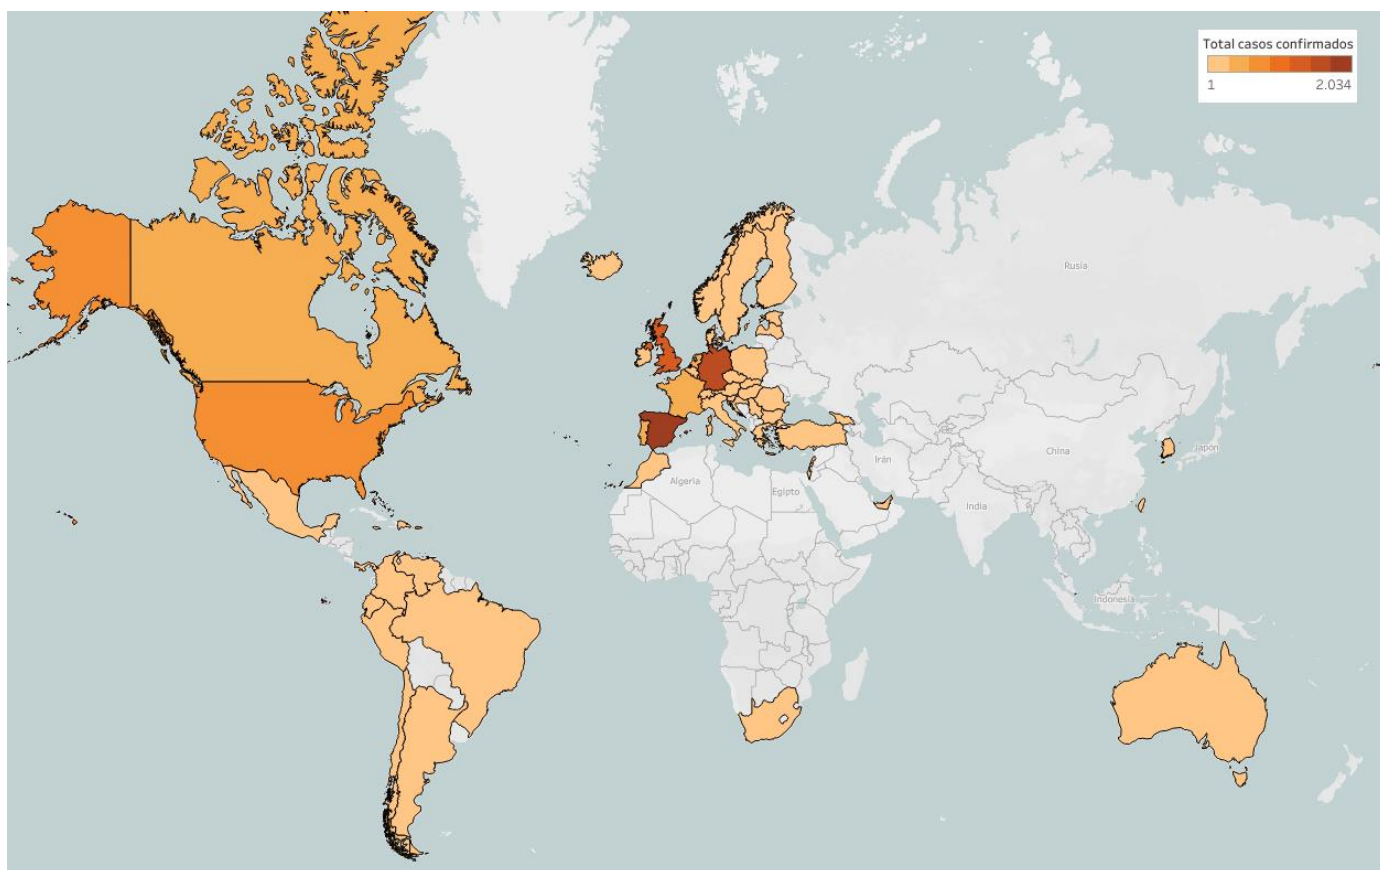 Total casos confirmados
1 2.034
Rusia
China
Japón
Irán
Algeria
Egipto
India
Indonesia